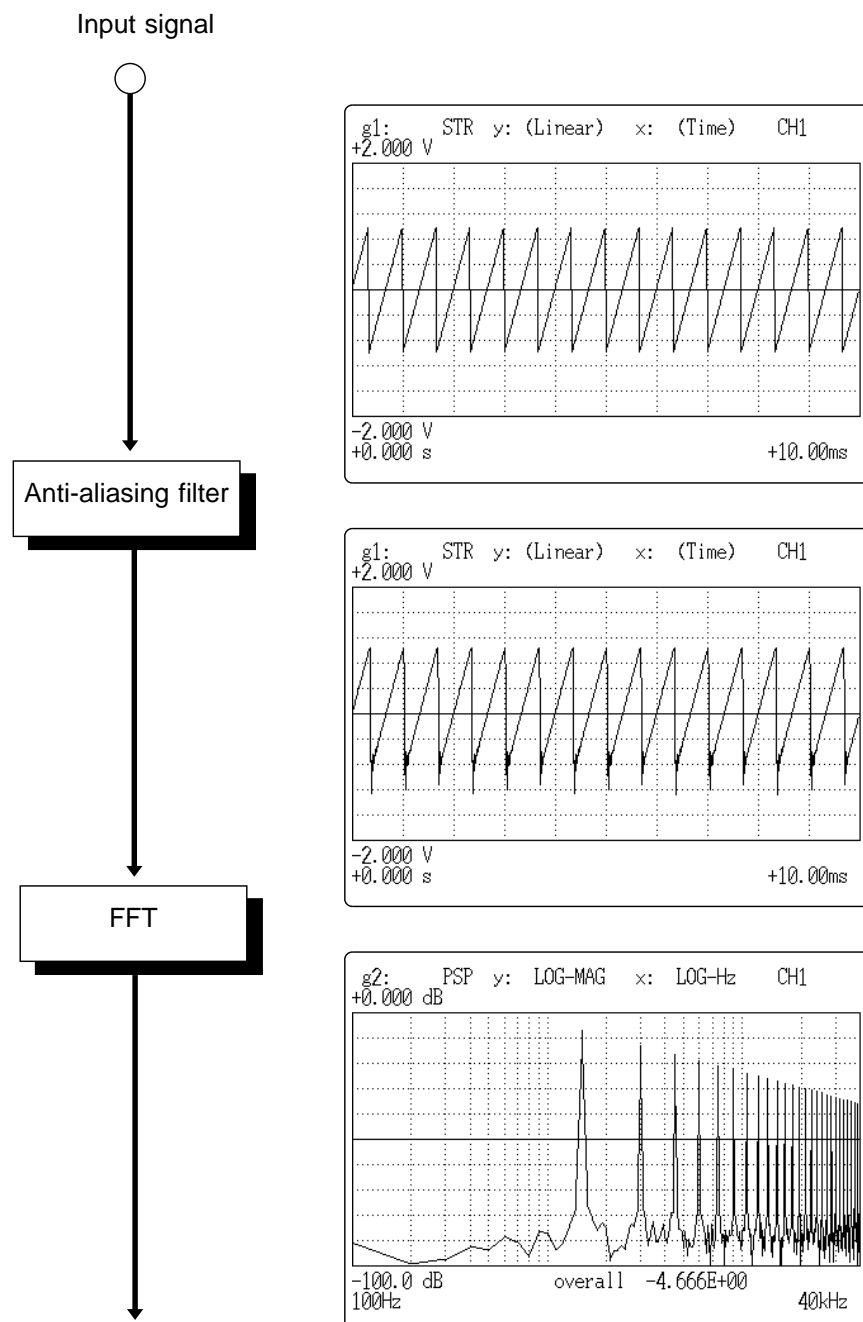 Input signal
g1: STR y: (Linear) x: (Time) CH1
+2.000 V
-2.000 V
+0.000 s +10.00ms
Anti-aliasing filter
g1: STR y: (Linear) x: (Time) CH1
+2.000 V
-2.000 V
+0.000 s +10.00ms
FFT
g2: PSP y: LOG-MAG x: LOG-Hz CH1
+0.000 dB
-100.0 dB overall -4.666E+00
100Hz 40kHz